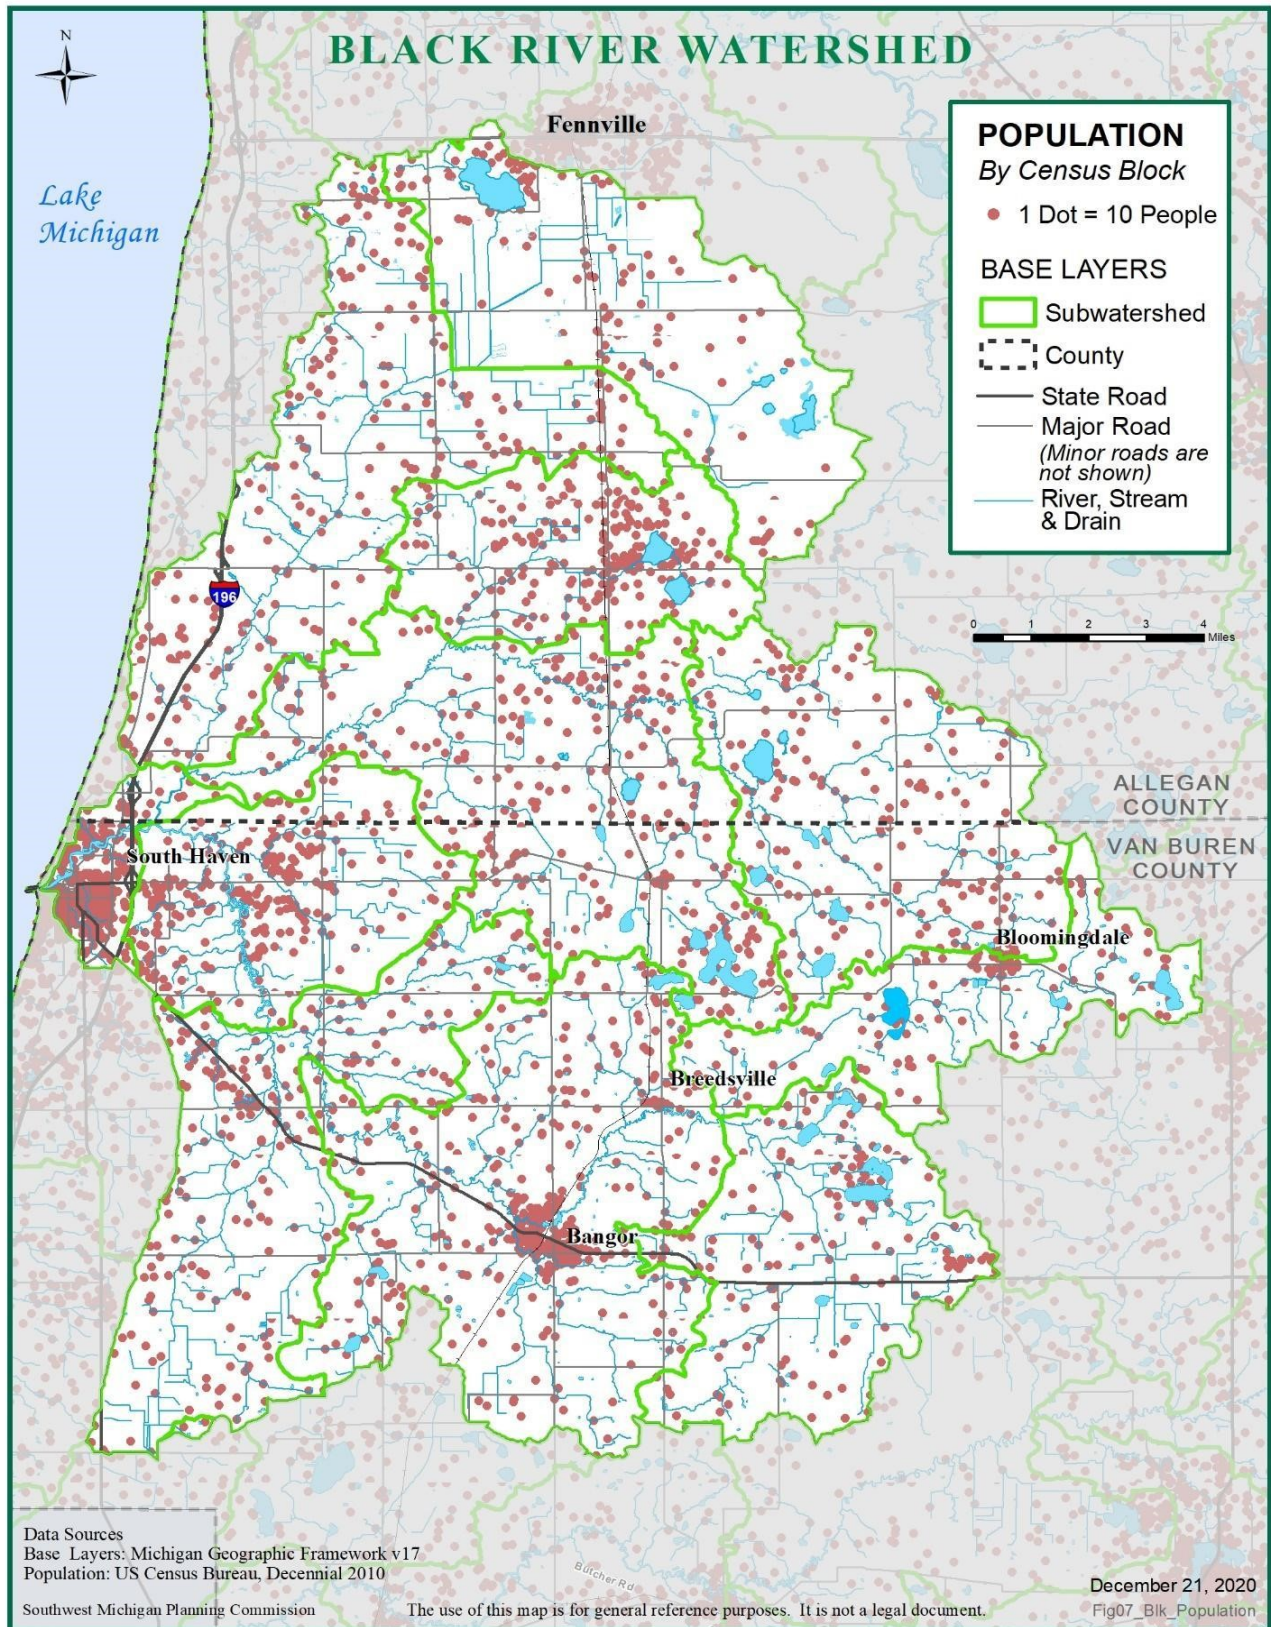 BLACK RIVER WATERSHED
N
Fennville
Lake
Michigan
POPULATION
By Census Block
1 Dot = 10 People
BASE LAYERS
Subwatershed
County
State Road
Major Road
(Minor roads are
not shown)
River, Stream
& Drain
196
0 1 2 3 4
Miles
ALLEGAN
COUNTY
VAN BUREN
COUNTY
South Haven
Bloomingdale
Breedsville
Bangor
Data Sources
Base Layers: Michigan Geographic Framework v17
Population: US Census Bureau, Decennial 2010
Butcher Rd
December 21, 2020
Southwest Michigan Planning Commission
The use of this map is for general reference purposes. It is not a legal document.
Fig07_Blk_Population